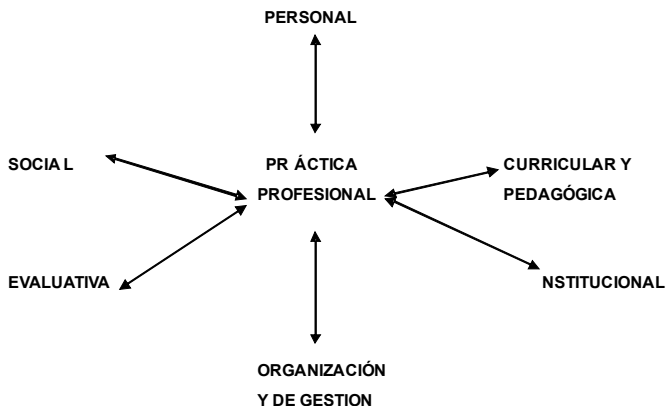 PERSONAL
SOCIA L
PR ÁCTICA
PROFESIONAL
CURRICULAR Y
PEDAGÓGICA
EVALUATIVA
NSTITUCIONAL
ORGANIZACIÓN
Y DE GESTION